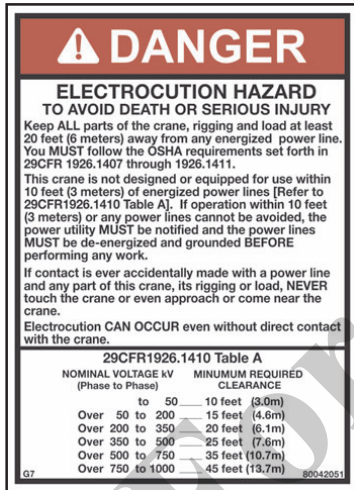 DANGER
ELECTROCUTION HAZARD
TO AVOID DEATH OR SERIOUS INJURY
Keep ALL parts of the crane, rigging and load at least
20 feet (6 meters) away from any energized power line.
You MUST follow the OSHA requirements set forth in
29CFR 1926.1407 through 1926.1411.
This crane is not designed or equipped for use within
10 feet (3 meters) of energized power lines [Refer to
29CFR1926.1410 Table A]. If operation within 10 feet
(3 meters) or any power lines cannot be avoided, the
power utility MUST be notified and the power lines
MUST be de-energized and grounded BEFORE
performing any work.
If contact is ever accidentally made with a power line
and any part of this crane, its rigging or load, NEVER
touch the crane or even approach or come near the
crane.
Electrocution CAN OCCUR even without direct contact
with the crane.
29CFR1926.1410 Table A
NOMINAL VOLTAGE kV MINIMUM REQUIRED
(Phase to Phase) CLEARANCE
to 50 ___ 10 feet (3.0m)
Over 50 to 200 ___ 15 feet (4.6m)
Over 200 to 350 ___ 20 feet (6.1m)
Over 350 to 500 ___ 25 feet (7.6m)
Over 500 to 750 ___ 35 feet (10.7m)
Over 750 to 1000 ___ 45 feet (13.7m)
G7 80042051